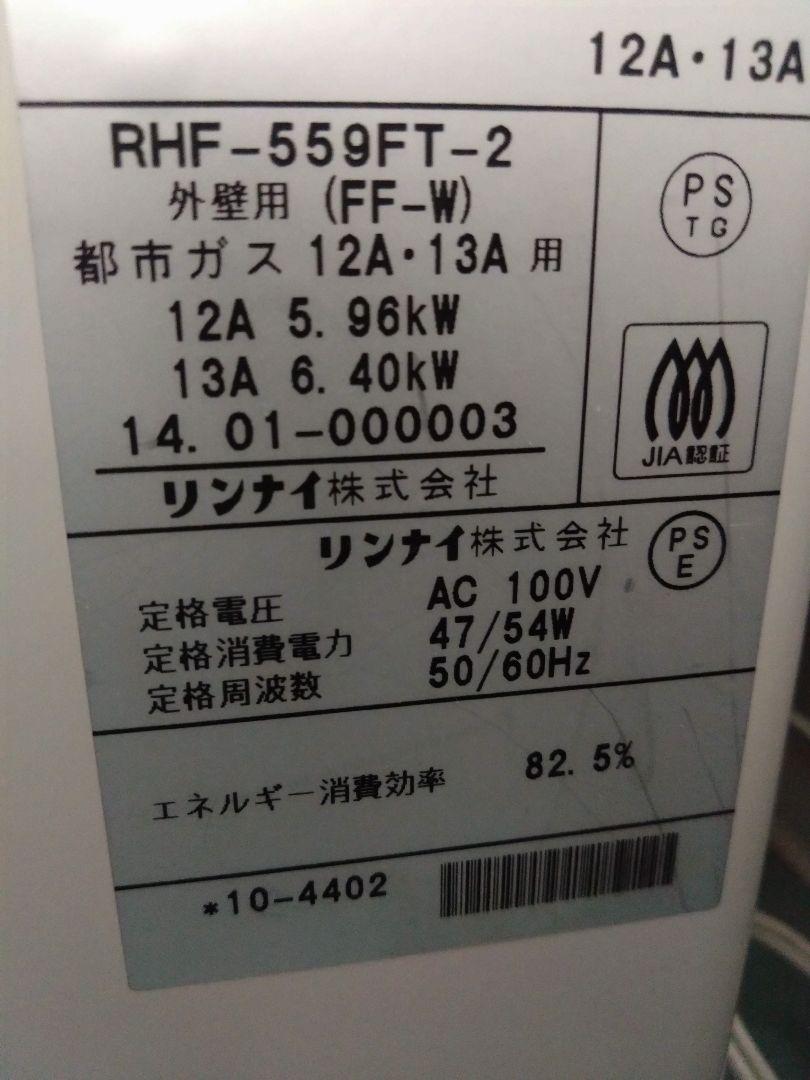 12A・13A
RHF-559FT-2
外壁用 (FF-W)
都市ガス 12A・13A 用
12A 5.96kW
13A 6.40kW
14.01-000003
リンナイ株式会社
PS
TG
JIA認証
リンナイ株式会社
PS
E
定格電圧 AC 100V
定格消費電力 47/54W
定格周波数 50/60Hz
エネルギー消費効率 82.5%
*10-4402